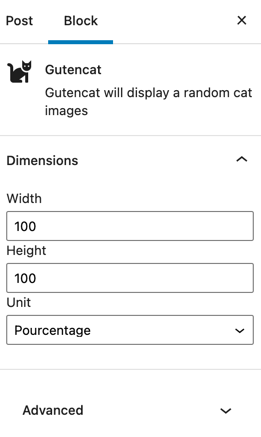 Post Block
Gutencat
Gutencat will display a random cat
images
Dimensions
Width
100
Height
100
Unit
Pourcentage
Advanced